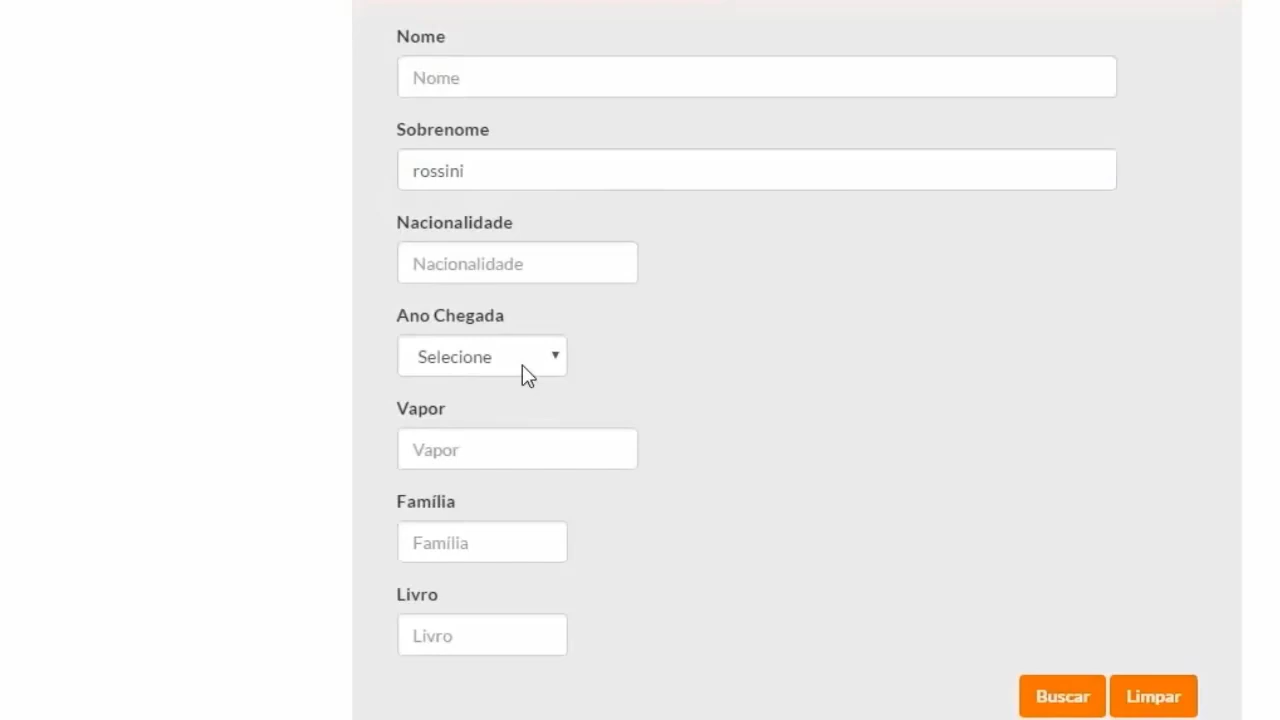 Nome
Nome
Sobrenome
rossini
Nacionalidade
Nacionalidade
Ano Chegada
Selecione
Vapor
Vapor
Família
Família
Livro
Livro
Buscar Limpar